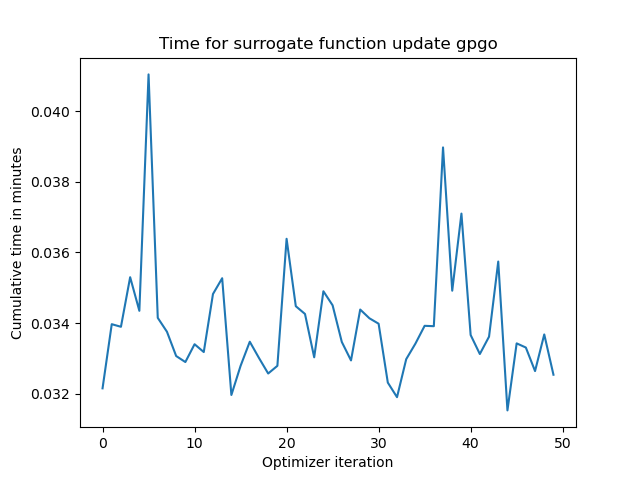 Time for surrogate function update gpgo
Cumulative time in minutes
0.040
0.038
0.036
0.034
0.032
0 10 20 30 40 50
Optimizer iteration